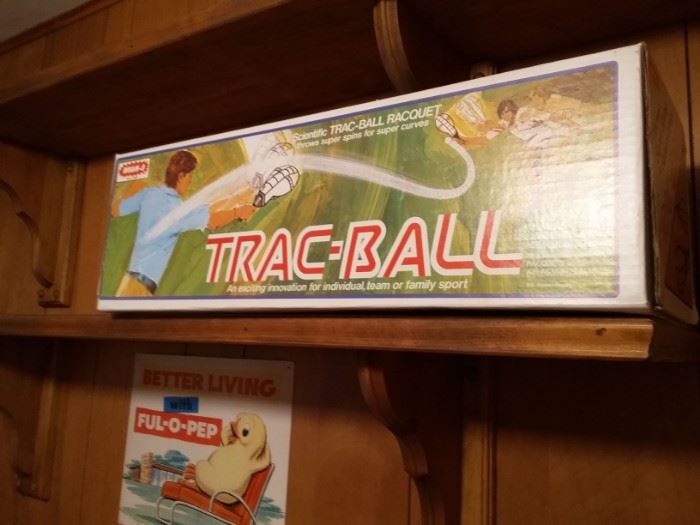 WHAM-O
Scientific TRAC-BALL RACQUET
throws super spins for super curves
TRAC-BALL
An exciting innovation for individual, team or family sport
BETTER LIVING
with
FUL-O-PEP